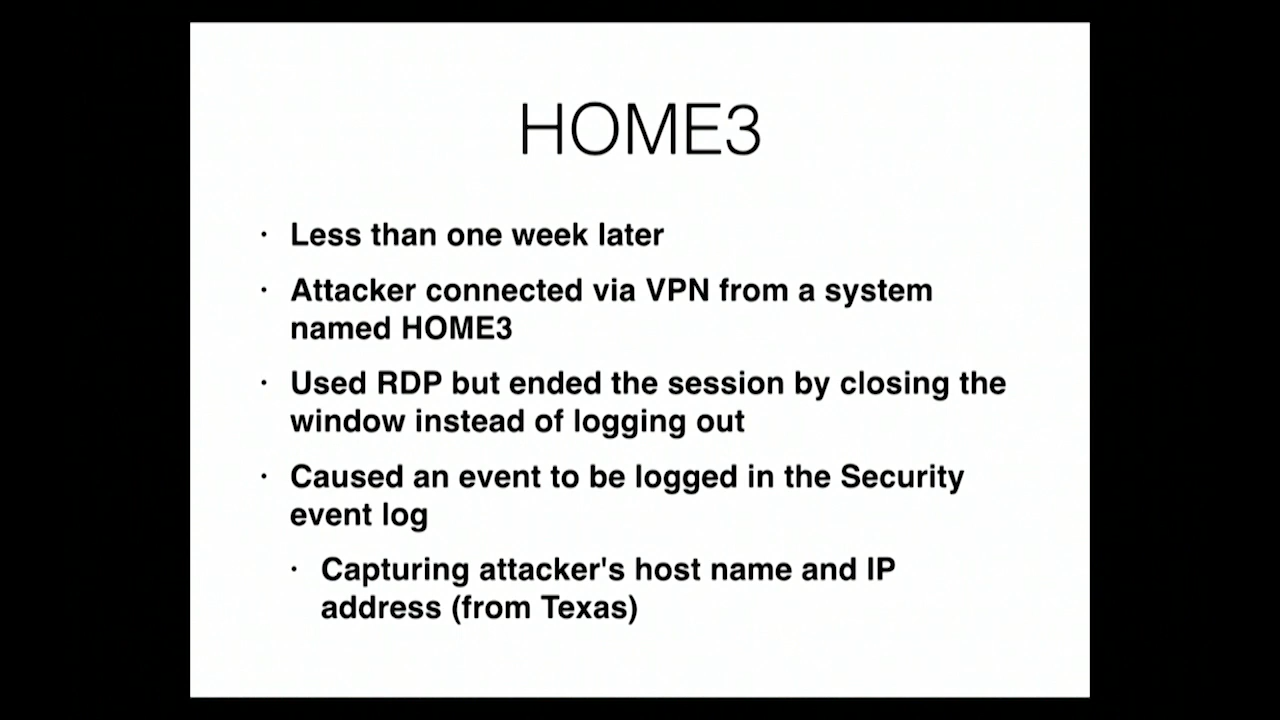 HOME3
· Less than one week later
· Attacker connected via VPN from a system
named HOME3
· Used RDP but ended the session by closing the
window instead of logging out
· Caused an event to be logged in the Security
event log
· Capturing attacker's host name and IP
address (from Texas)